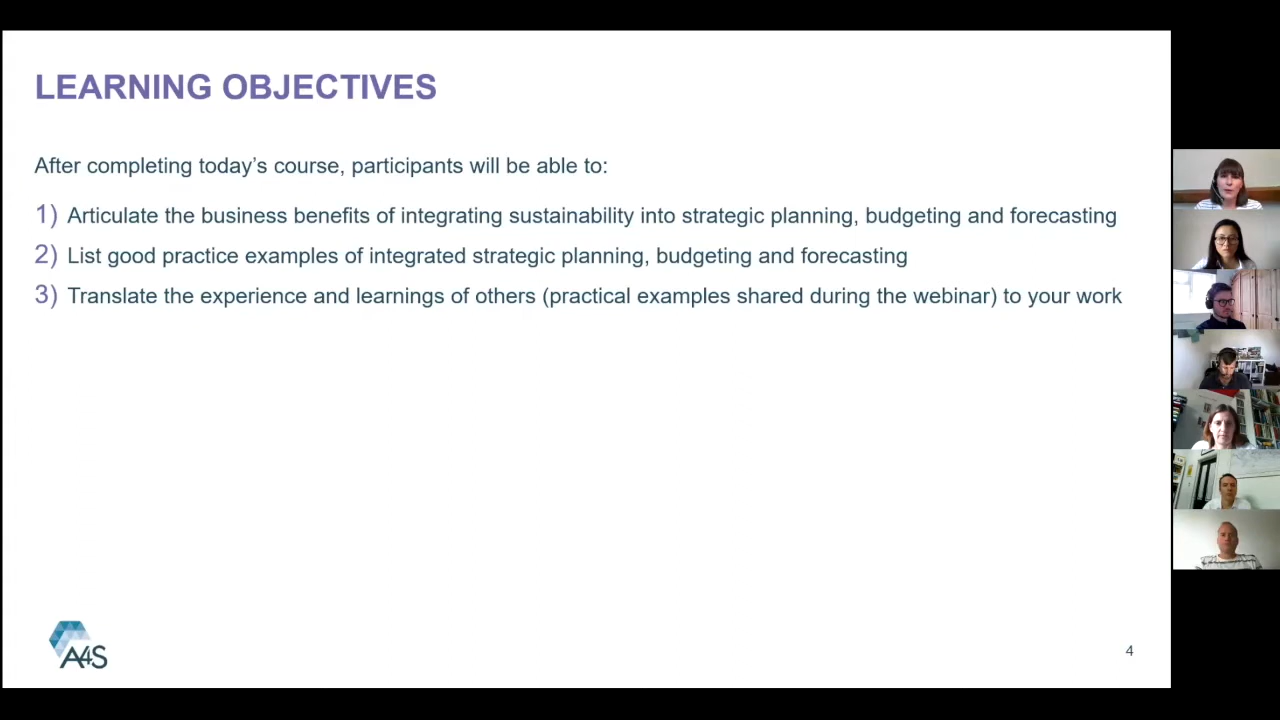 LEARNING OBJECTIVES
After completing today’s course, participants will be able to:
1) Articulate the business benefits of integrating sustainability into strategic planning, budgeting and forecasting
2) List good practice examples of integrated strategic planning, budgeting and forecasting
3) Translate the experience and learnings of others (practical examples shared during the webinar) to your work
A4S
4